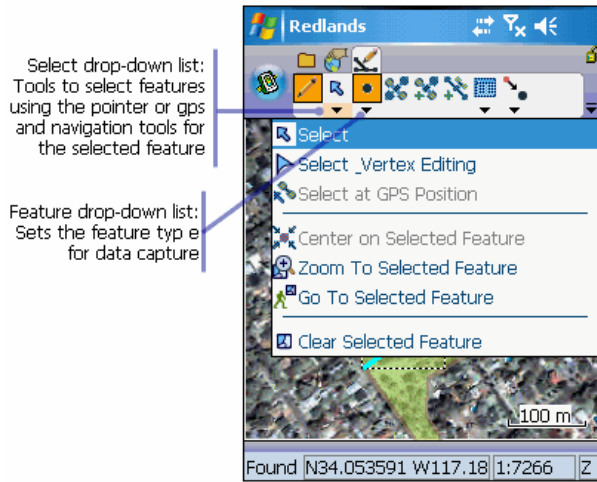 Redlands
Select drop-down list:
Tools to select features
using the pointer or gps
and navigation tools for
the selected feature
Feature drop-down list:
Sets the feature typ e
for data capture
Select
Select _Vertex Editing
Select at GPS Position
Center on Selected Feature
Zoom To Selected Feature
Go To Selected Feature
Clear Selected Feature
100 m
Found N34.053591 W117.18 1:7266 Z